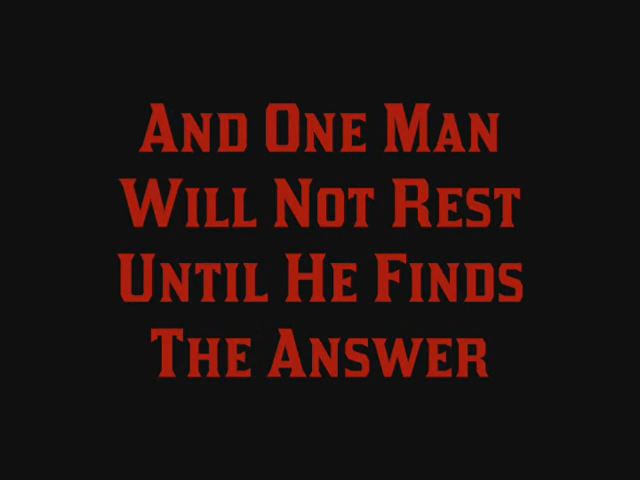 And One Man
Will Not Rest
Until He Finds
The Answer